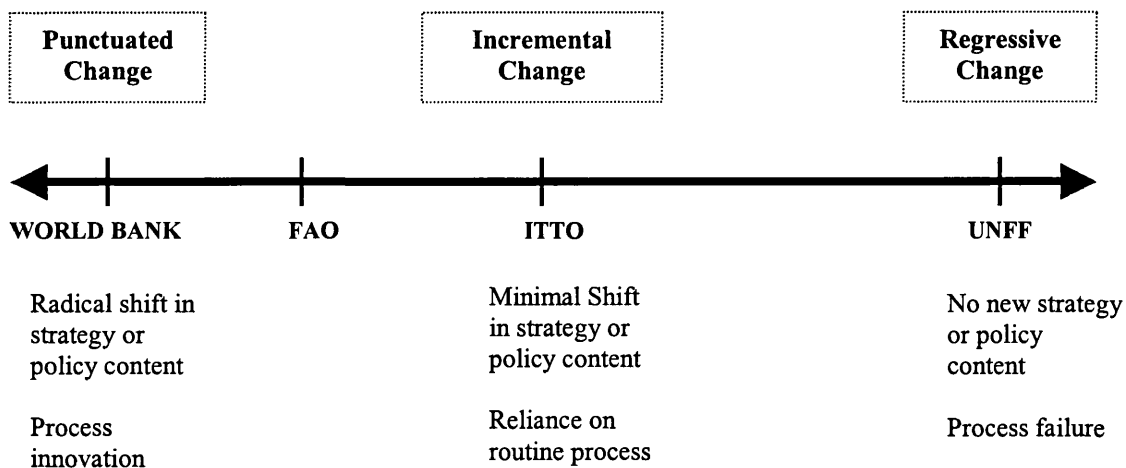 Punctuated
Change
Incremental
Change
Regressive
Change
WORLD BANK
FAO
ITTO
UNFF
Radical shift in
strategy or
policy content
Minimal Shift
in strategy or
policy content
No new strategy
or policy
content
Process
innovation
Reliance on
routine process
Process failure